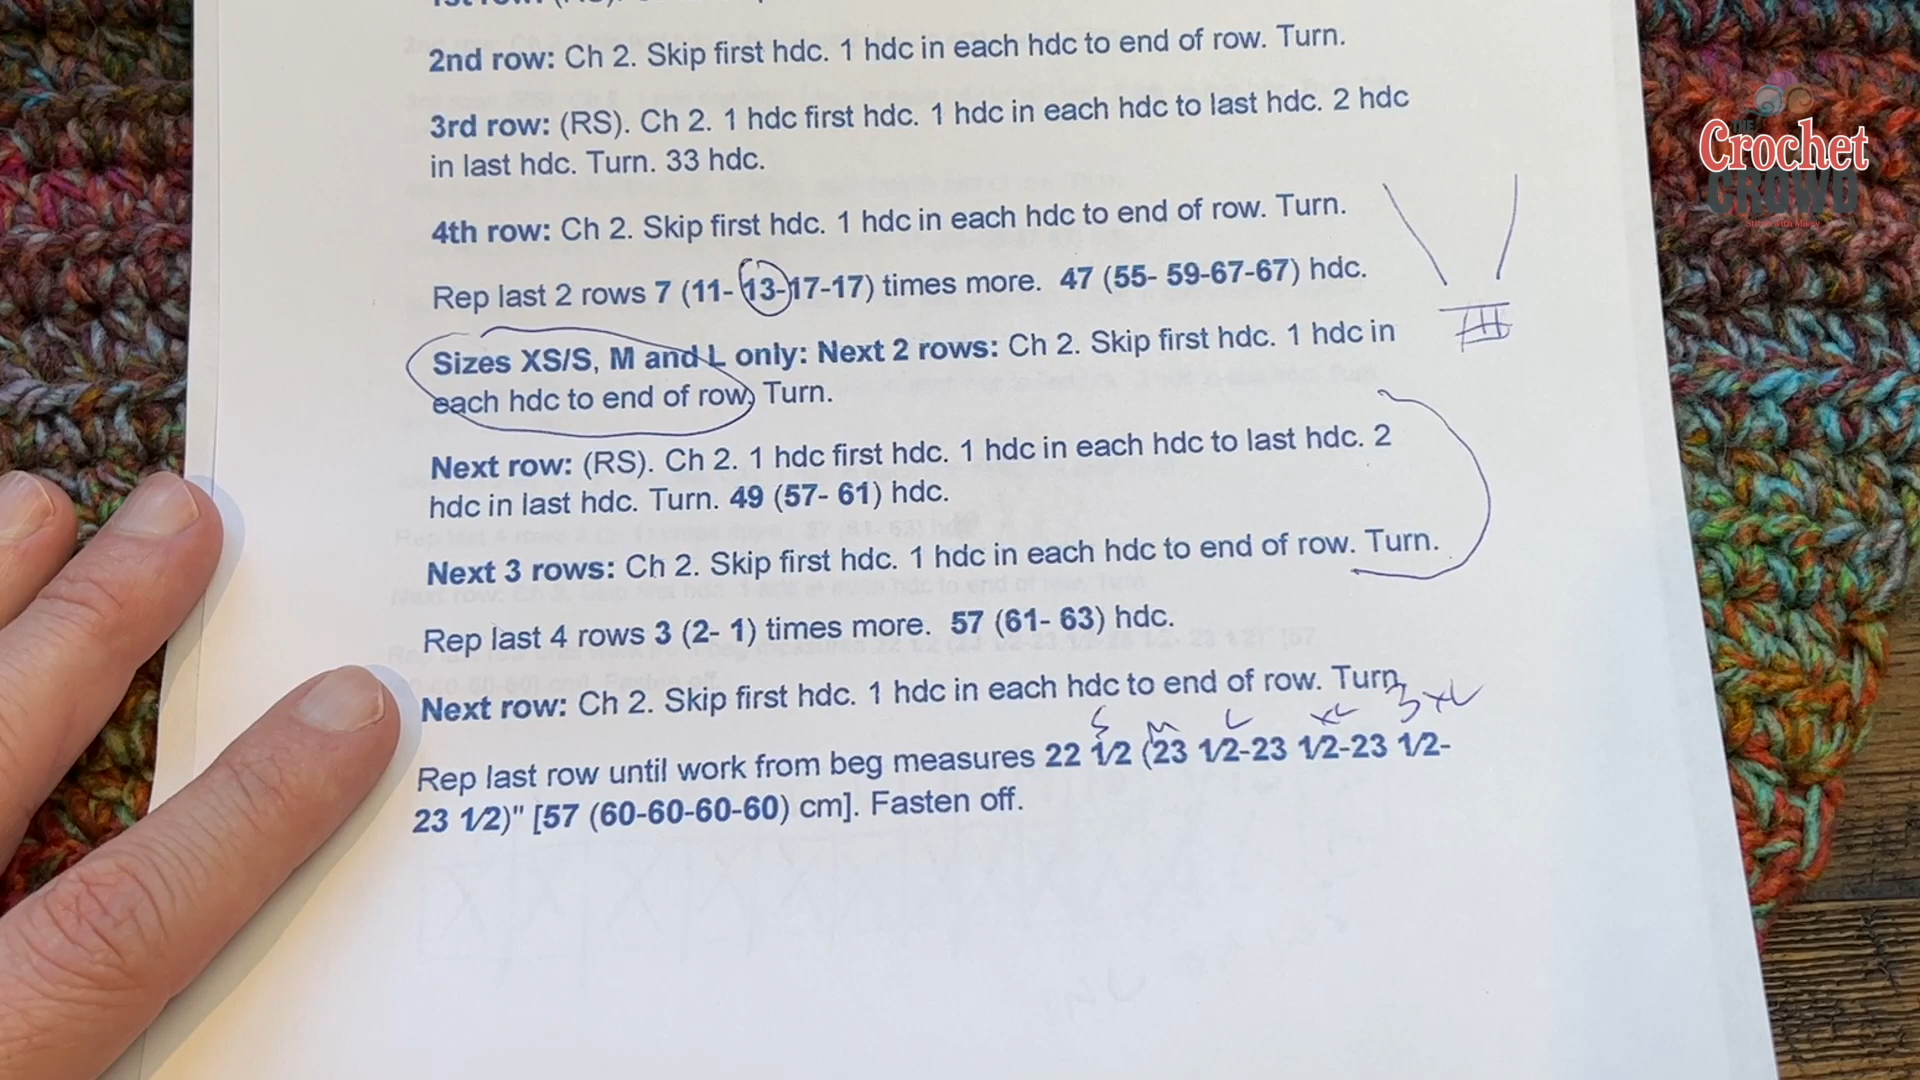 2nd row: Ch 2. Skip first hdc. 1 hdc in each hdc to end of row. Turn.
3rd row: (RS). Ch 2. 1 hdc first hdc. 1 hdc in each hdc to last hdc. 2 hdc
in last hdc. Turn. 33 hdc.
4th row: Ch 2. Skip first hdc. 1 hdc in each hdc to end of row. Turn.
Rep last 2 rows 7 (11- 13-17-17) times more. 47 (55- 59-67-67) hdc.
Sizes XS/S, M and L only: Next 2 rows: Ch 2. Skip first hdc. 1 hdc in
each hdc to end of row. Turn.
Next row: (RS). Ch 2. 1 hdc first hdc. 1 hdc in each hdc to last hdc. 2
hdc in last hdc. Turn. 49 (57- 61) hdc.
Next 3 rows: Ch 2. Skip first hdc. 1 hdc in each hdc to end of row. Turn.
Rep last 4 rows 3 (2- 1) times more. 57 (61- 63) hdc.
Next row: Ch 2. Skip first hdc. 1 hdc in each hdc to end of row. Turn.
S M L XL 3XL
Rep last row until work from beg measures 22 1/2 (23 1/2-23 1/2-23 1/2-
23 1/2)" [57 (60-60-60-60) cm]. Fasten off.
THE
Crochet
CROWD